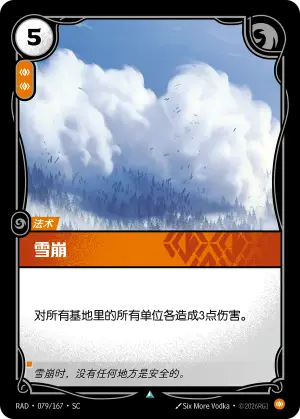 5
法术
雪崩
对所有基地里的所有单位各造成3点伤害。
雪崩时，没有任何地方是安全的。
RAD • 079/167 • SC
Six More Vodka • ©2026RGI